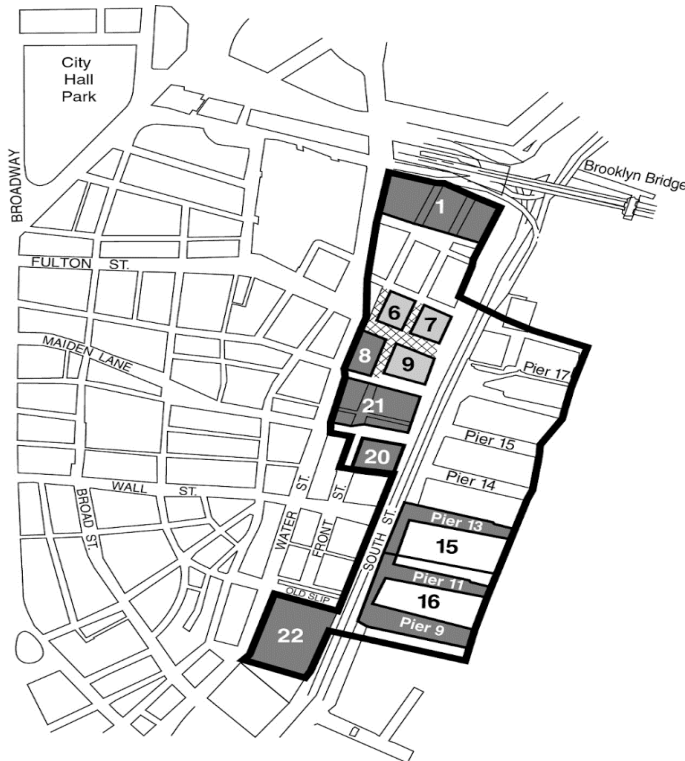 City
Hall
Park
BROADWAY
Brooklyn Bridge
1
FULTON ST.
6
7
MAIDEN LANE
8
9
Pier 17
21
Pier 15
20
WALL ST.
WATER ST.
FRONT ST.
Pier 14
BROAD ST.
SOUTH ST.
Pier 13
15
Pier 11
OLD SLIP
16
22
Pier 9